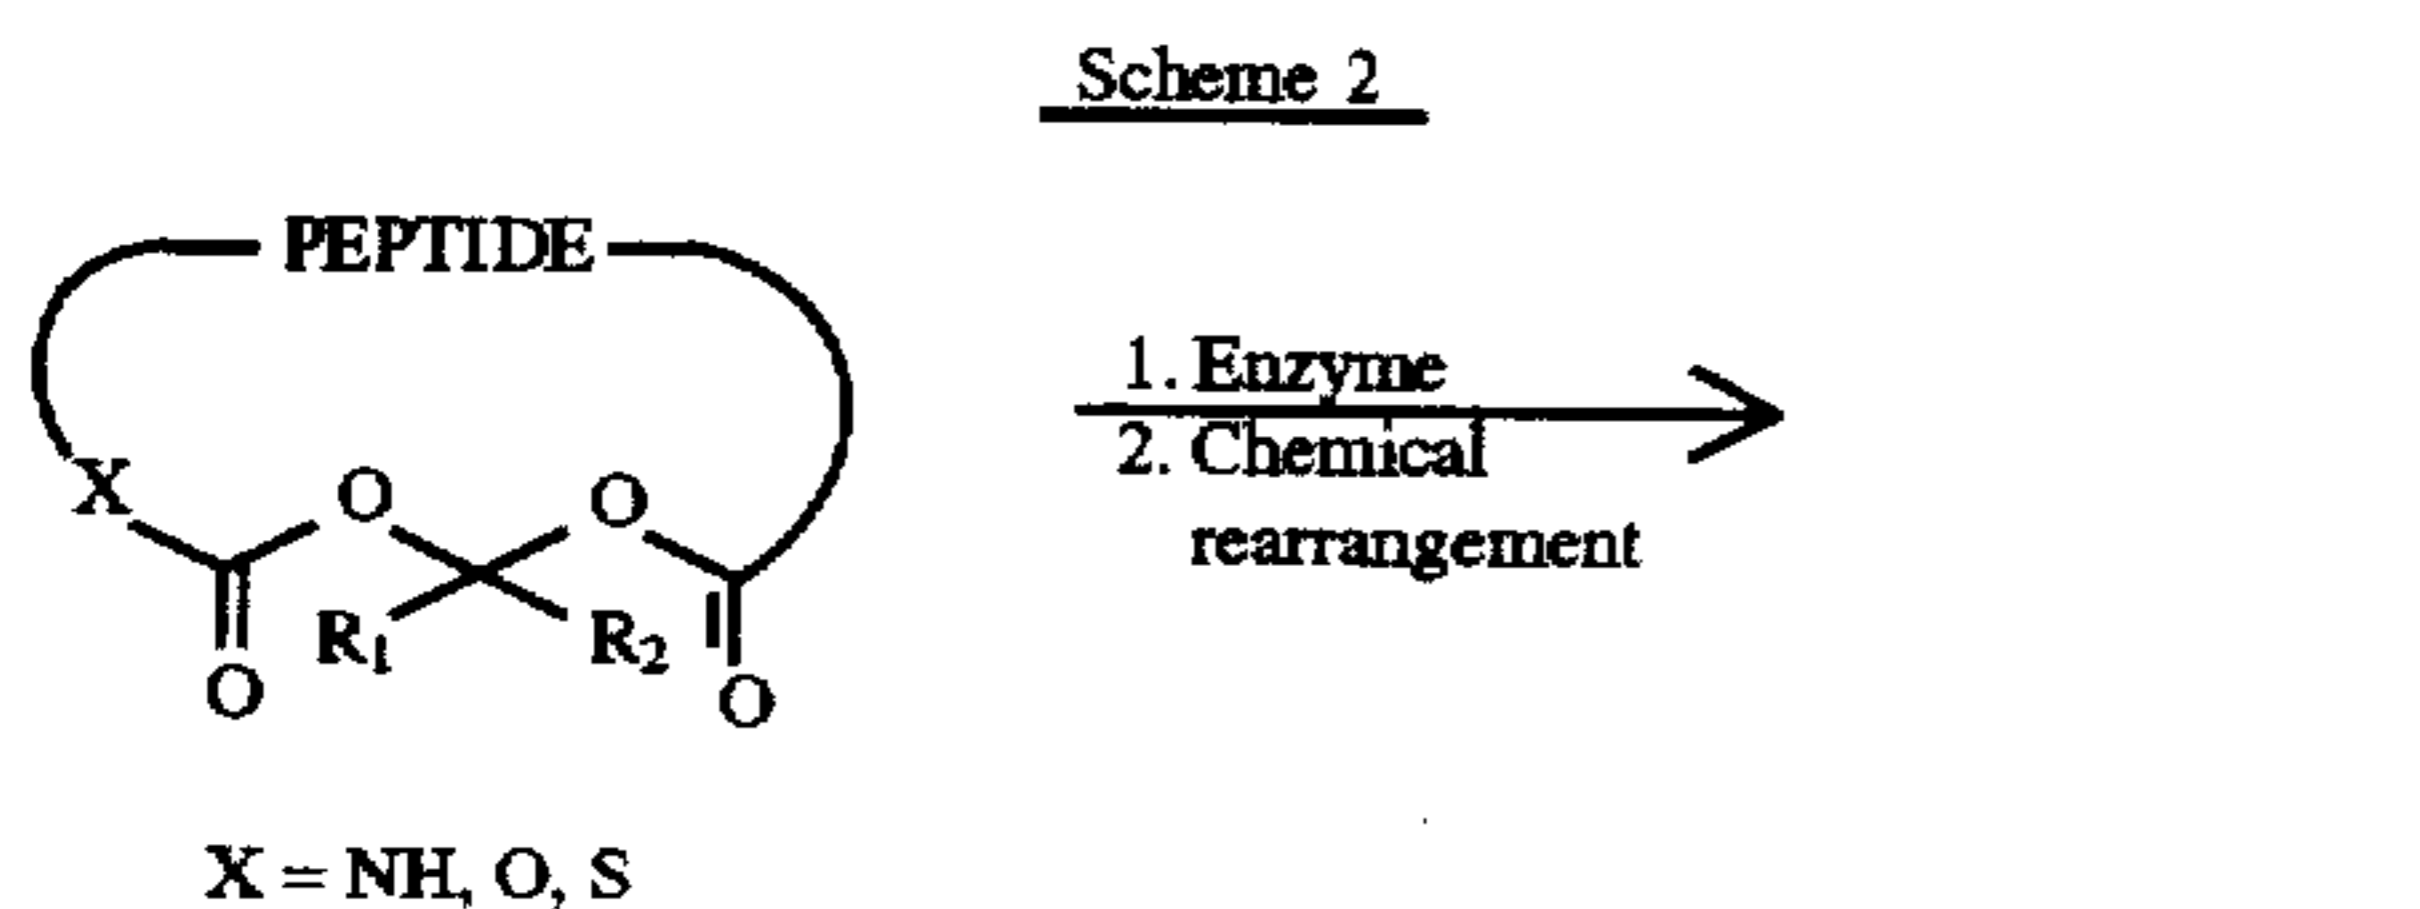 Scheme 2
PEPTIDE
1. Enzyme
2. Chemical
rearrangement
X
O
O
R1
R2
O
O
X = NH, O, S